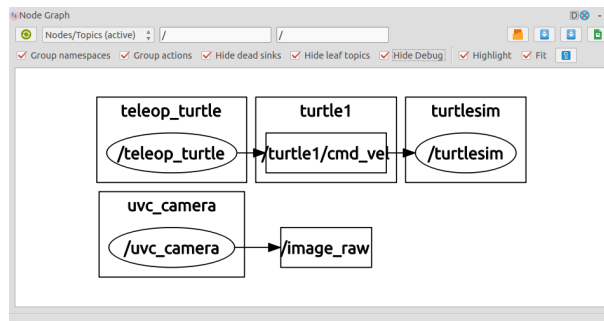 Node Graph
D
-
Nodes/Topics (active)
/
/
Group namespaces
Group actions
Hide dead sinks
Hide leaf topics
Hide Debug
Highlight
Fit
teleop_turtle
turtle1
turtlesim
/teleop_turtle
/turtle1/cmd_vel
/turtlesim
uvc_camera
/uvc_camera
/image_raw